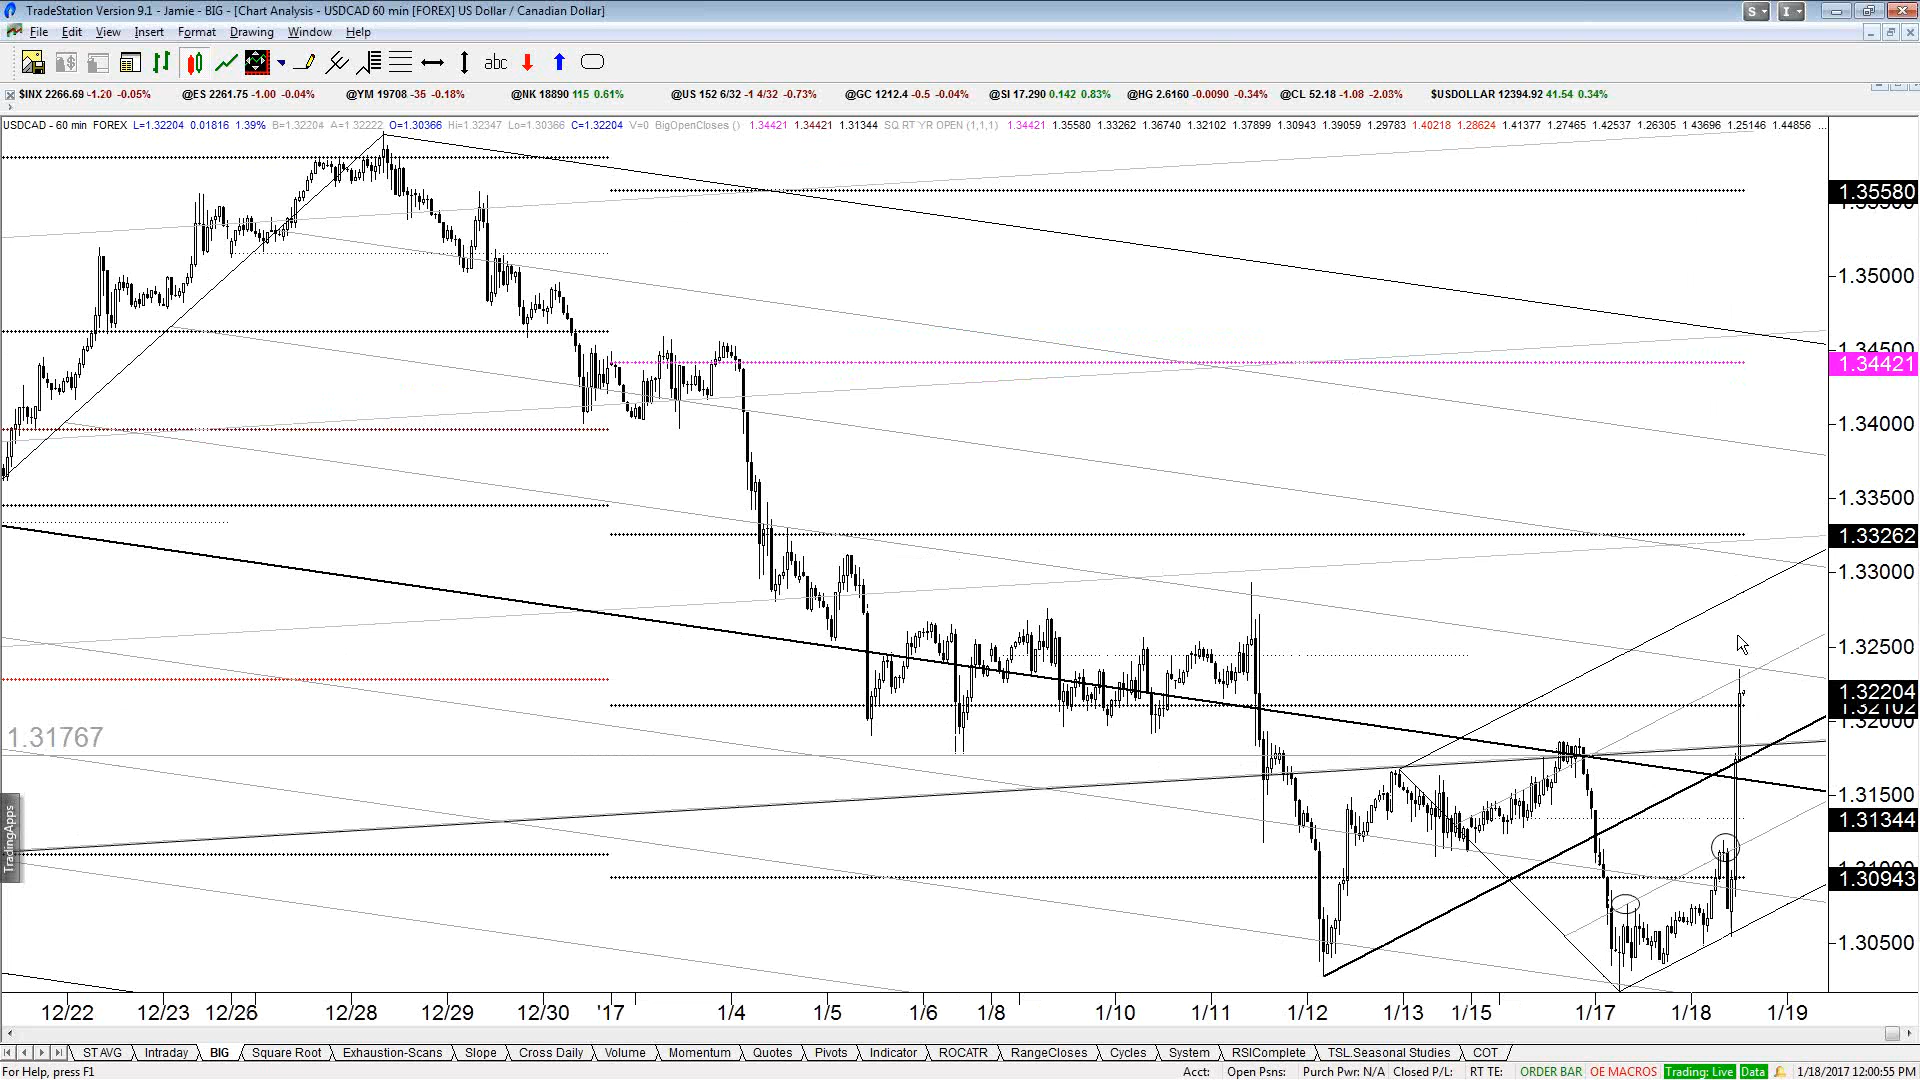 TradeStation Version 9.1 - Jamie - BIG - [Chart Analysis - USDCAD 60 min [FOREX] US Dollar / Canadian Dollar]
S I
File Edit View Insert Format Drawing Window Help
abc
$INX 2266.69 -1.20 -0.05% @ES 2261.75 -1.00 -0.04% @YM 19708 -35 -0.18% @NK 18890 115 0.61% @US 152 6/32 -1 4/32 -0.73% @GC 1212.4 -0.5 -0.04% @SI 17.290 0.142 0.83% @HG 2.6160 -0.0090 -0.34% @CL 52.18 -1.08 -2.03% $USDOLLAR 12394.92 41.54 0.34%
USDCAD - 60 min FOREX L=1.32204 0.01816 1.39% B=1.32204 A=1.32222 O=1.30366 Hi=1.32347 Lo=1.30366 C=1.32204 V=0 BigOpenCloses () 1.34421 1.34421 1.31344 SQ RT YR OPEN (1,1,1) 1.34421 1.35580 1.33262 1.36740 1.32102 1.37899 1.30943 1.39059 1.29783 1.40218 1.28624 1.41377 1.27465 1.42537 1.26305 1.43696 1.25146 1.44856 ...
1.35580
1.35000
1.34421
1.34000
1.33500
1.33262
1.33000
1.32500
1.32204
1.32102
1.32000
1.31767
1.31500
1.31344
TradingApps
1.30943
1.30500
12/22 12/23 12/26 12/28 12/29 12/30 '17 1/4 1/5 1/6 1/8 1/10 1/11 1/12 1/13 1/15 1/17 1/18 1/19
ST AVG Intraday BIG Square Root Exhaustion-Scans Slope Cross Daily Volume Momentum Quotes Pivots Indicator ROCATR RangeCloses Cycles System RSIComplete TSL.Seasonal Studies COT
For Help, press F1 Acct: Open Psns: Purch Pwr: N/A Closed P/L: RT TE: ORDER BAR OE MACROS Trading: Live Data 1/18/2017 12:00:55 PM